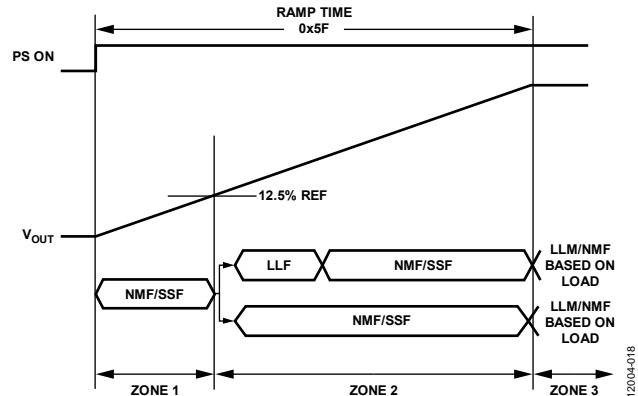 RAMP TIME
0x5F
PS ON
12.5% REF
VOUT
LLF
NMF/SSF
LLM/NMF
BASED ON
LOAD
NMF/SSF
NMF/SSF
LLM/NMF
BASED ON
LOAD
ZONE 1
ZONE 2
ZONE 3
12004-018